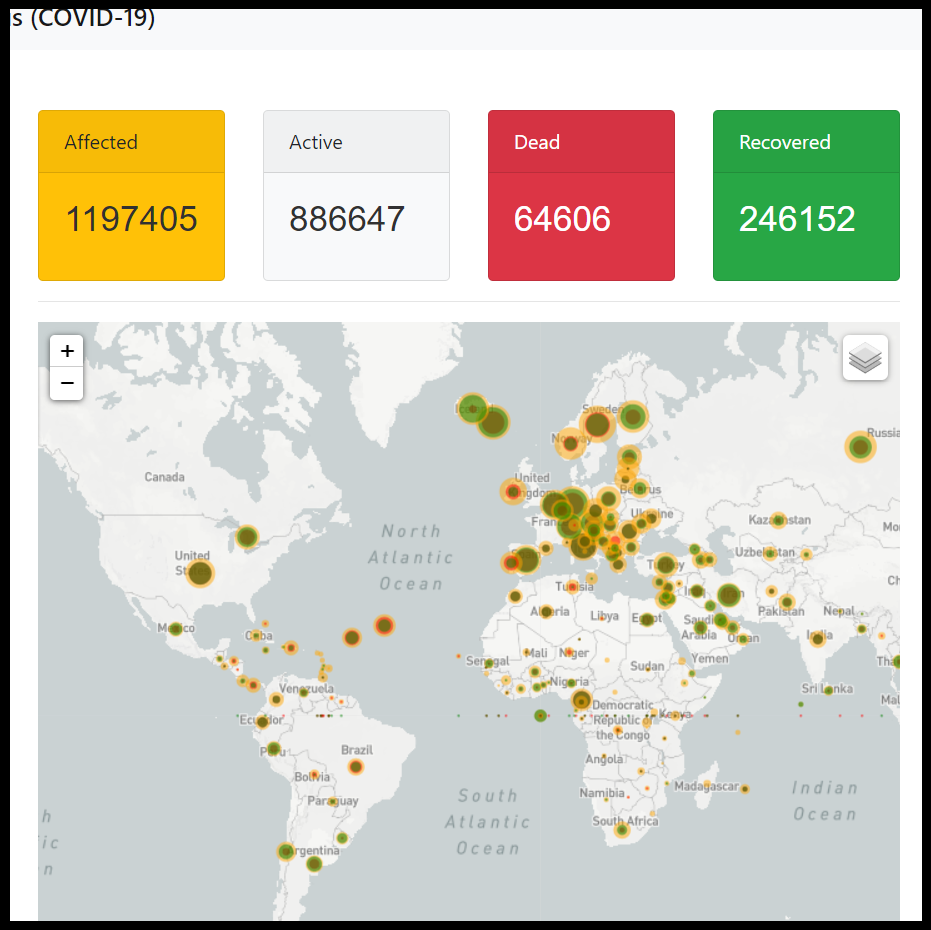 s (COVID-19)
Affected
Active
Dead
Recovered
1197405
886647
64606
246152
+
−
Sweden
Norway
Russia
Canada
United
Kingdom
Belarus
Ukraine
Kazakhstan
North
Atlantic
Ocean
United
Uzbekistan
Turkey
Tunisia
Algeria
Libya
Egypt
Saudi
Arabia
Oman
Pakistan
Nepal
India
Mexico
Cuba
Mali
Niger
Sudan
Yemen
Senegal
Nigeria
Sri Lanka
Venezuela
Democratic
Republic of
the Congo
Kenya
Ecuador
Peru
Brazil
Angola
Bolivia
Namibia
Madagascar
Indian
Ocean
Paraguay
South
Atlantic
Ocean
South Africa
Argentina